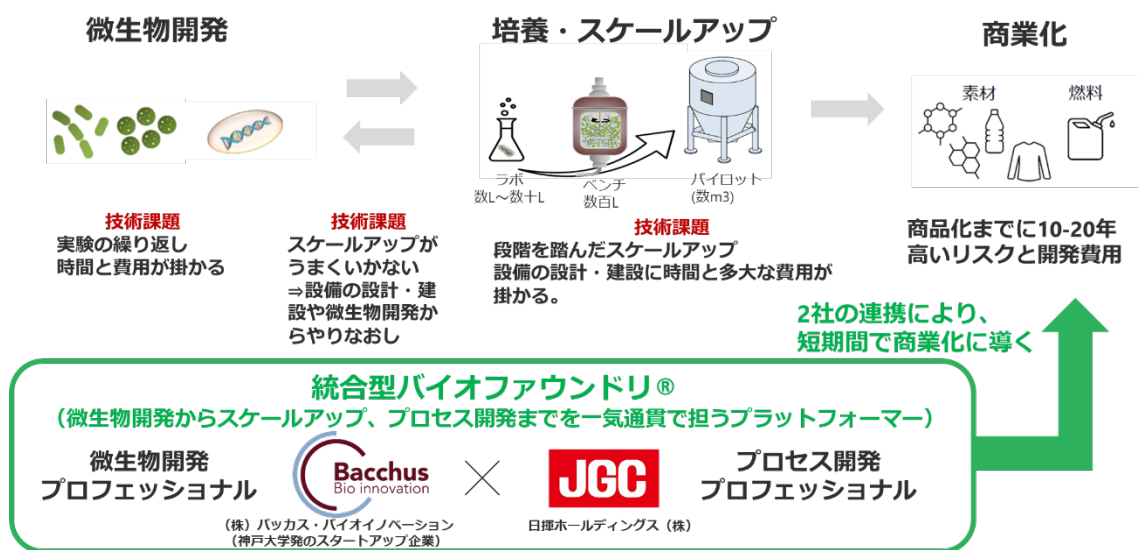 微生物開発
培養・スケールアップ
商業化
素材
燃料
ラボ
数L～数十L
ベンチ
数百L
パイロット
(数m3)
技術課題
実験の繰り返し
時間と費用が掛かる
技術課題
スケールアップが
うまくいかない
⇒設備の設計・建
設や微生物開発か
らやりなおし
技術課題
段階を踏んだスケールアップ
設備の設計・建設に時間と多大な費用が
掛かる。
商品化までに10-20年
高いリスクと開発費用
2社の連携により、
短期間で商業化に導く
統合型バイオファウンドリ®
（微生物開発からスケールアップ、プロセス開発までを一気通貫で担うプラットフォーマー）
微生物開発
プロフェッショナル
Bacchus
Bio innovation
（株）バッカス・バイオイノベーション
（神戸大学発のスタートアップ企業）
JGC
日揮ホールディングス（株）
プロセス開発
プロフェッショナル